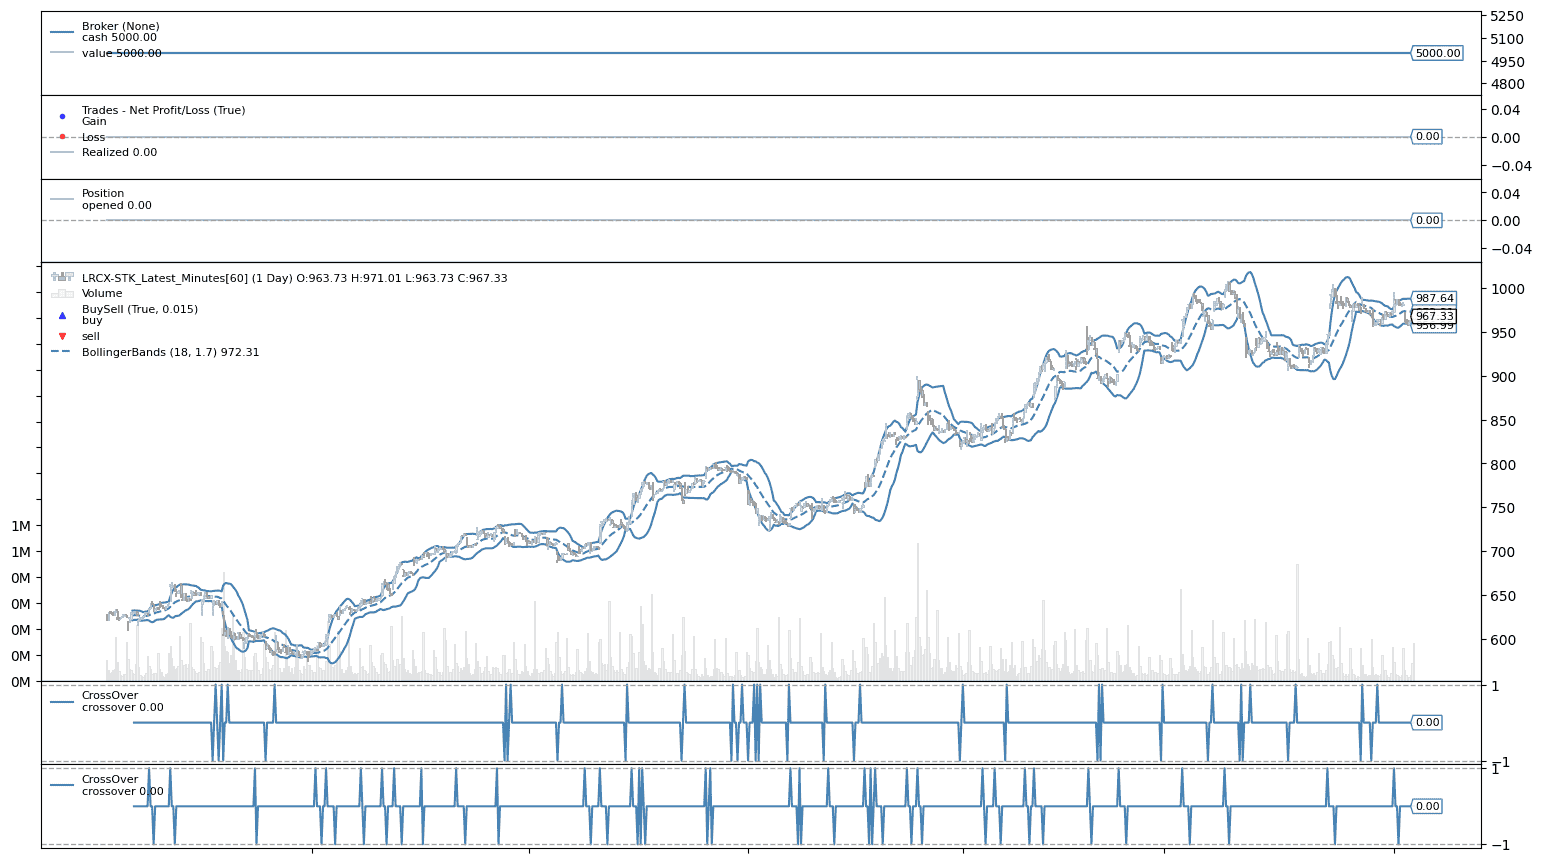 Broker (None)
cash 5000.00
value 5000.00
5000.00
5250
5100
4950
4800
Trades - Net Profit/Loss (True)
Gain
Loss
Realized 0.00
0.00
0.04
0.00
−0.04
Position
opened 0.00
0.00
0.04
0.00
−0.04
LRCX-STK_Latest_Minutes[60] (1 Day) O:963.73 H:971.01 L:963.73 C:967.33
Volume
BuySell (True, 0.015)
buy
sell
BollingerBands (18, 1.7) 972.31
987.64
967.33
956.99
1000
950
900
850
800
750
700
650
600
1M
1M
0M
0M
0M
0M
0M
CrossOver
crossover 0.00
0.00
1
−1
CrossOver
crossover 0.00
0.00
1
−1